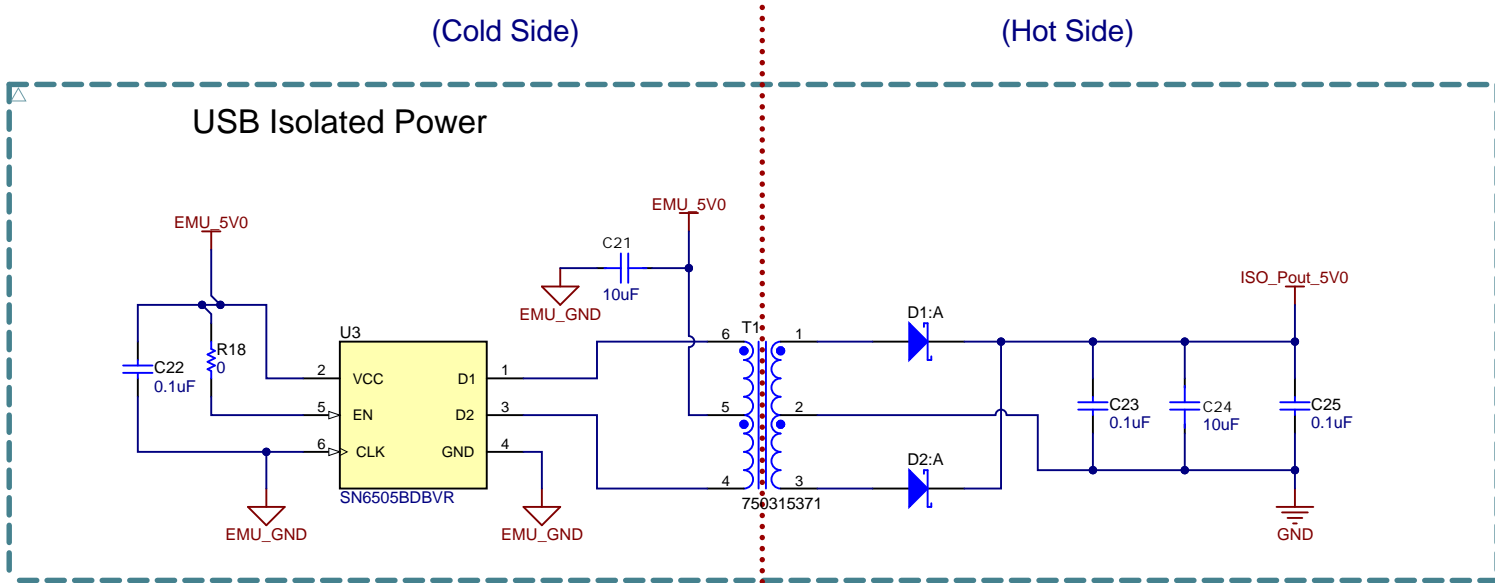 (Cold Side)
(Hot Side)
USB Isolated Power
EMU_5V0
EMU_5V0
C21
10uF
EMU_GND
ISO_Pout_5V0
C22
0.1uF
R18
0
U3
2
VCC
D1
1
5
EN
D2
3
6
CLK
GND
4
SN6505BDBVR
EMU_GND
EMU_GND
T1
6
5
4
1
2
3
750315371
D1:A
D2:A
C23
0.1uF
C24
10uF
C25
0.1uF
GND